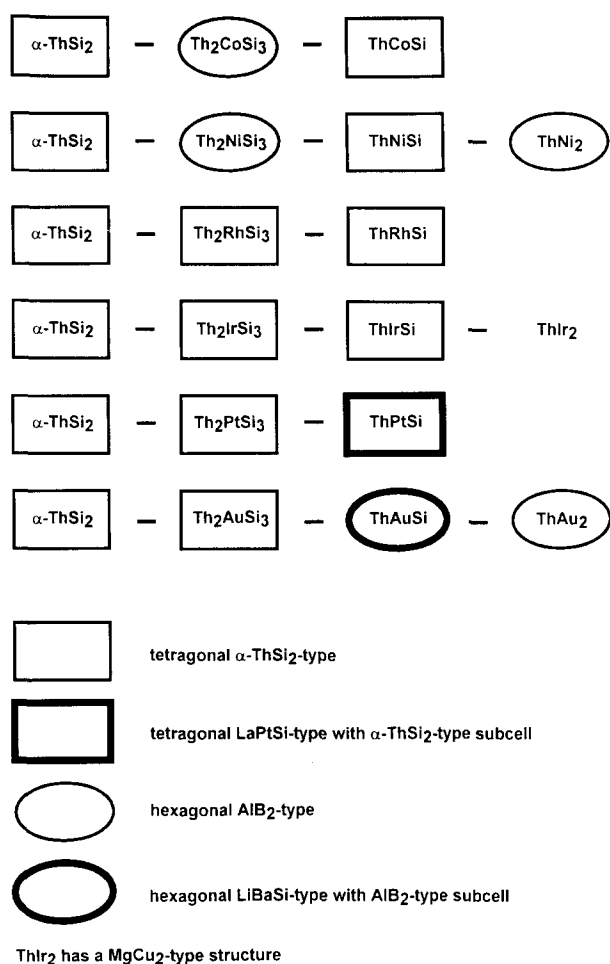 α-ThSi2 – Th2CoSi3 – ThCoSi
α-ThSi2 – Th2NiSi3 – ThNiSi – ThNi2
α-ThSi2 – Th2RhSi3 – ThRhSi
α-ThSi2 – Th2IrSi3 – ThIrSi – ThIr2
α-ThSi2 – Th2PtSi3 – ThPtSi
α-ThSi2 – Th2AuSi3 – ThAuSi – ThAu2
tetragonal α-ThSi2-type
tetragonal LaPtSi-type with α-ThSi2-type subcell
hexagonal AlB2-type
hexagonal LiBaSi-type with AlB2-type subcell
ThIr2 has a MgCu2-type structure